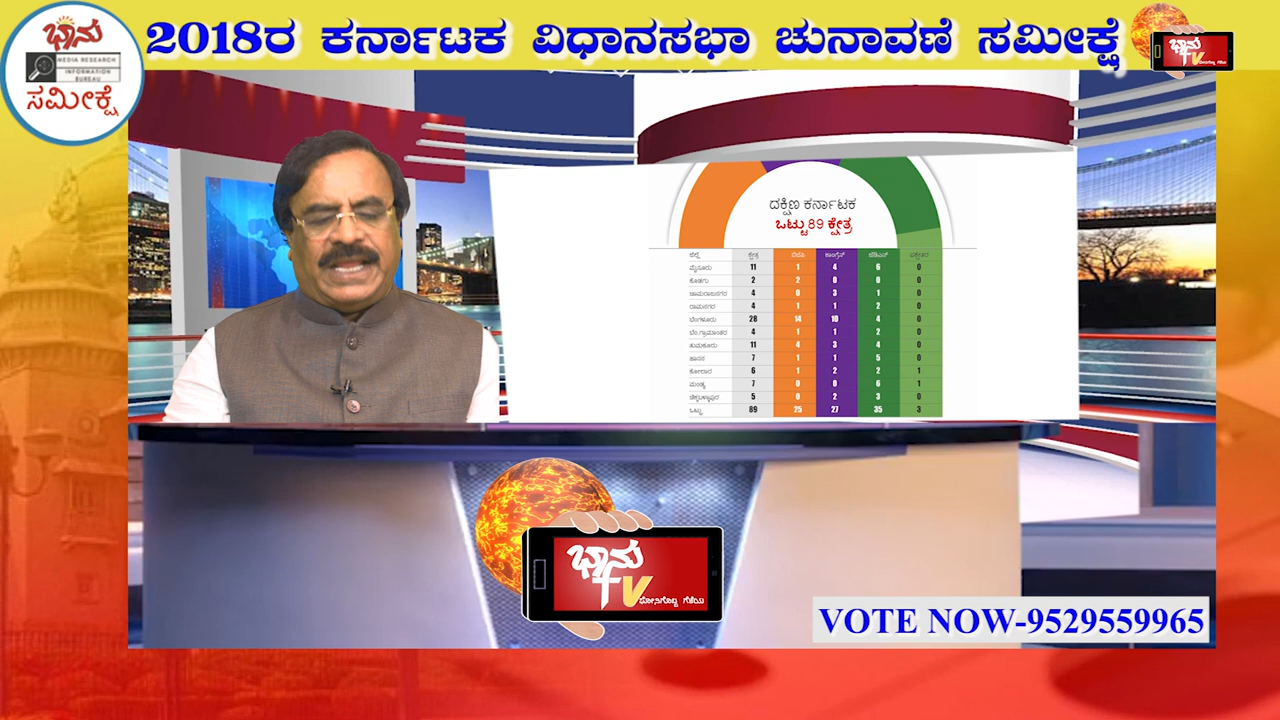 ಭಾನು
MEDIA RESEARCH
INFORMATION
BUREAU
ಸಮೀಕ್ಷೆ
2018ರ ಕರ್ನಾಟಕ ವಿಧಾನಸಭಾ ಚುನಾವಣಿ ಸಮೀಕ್ಷೆ
ಭಾನು
TV
ದಕ್ಷಿಣ ಕರ್ನಾಟಕ
ಒಟ್ಟು 89 ಕ್ಷೇತ್ರ
ಜಿಲ್ಲೆ ಕ್ಷೇತ್ರ ಬಿಜೆಪಿ ಕಾಂಗ್ರೆಸ್ ಜೆಡಿಎಸ್ ಪಕ್ಷೇತರ
ಮೈಸೂರು 11 1 4 6 0
ಕೊಡಗು 2 2 0 0 0
ಚಾಮರಾಜನಗರ 4 0 3 1 0
ರಾಮನಗರ 4 1 1 2 0
ಬೆಂಗಳೂರು 28 14 10 4 0
ಬೆಂ.ಗ್ರಾಮಾಂತರ 4 1 1 2 0
ತುಮಕೂರು 11 4 3 4 0
ಹಾಸನ 7 1 1 5 0
ಕೋಲಾರ 6 1 2 2 1
ಮಂಡ್ಯ 7 0 0 6 1
ಚಿಕ್ಕಬಳ್ಳಾಪುರ 5 0 2 3 0
ಒಟ್ಟು 89 25 27 35 3
ಭಾನು
TV
VOTE NOW-9529559965